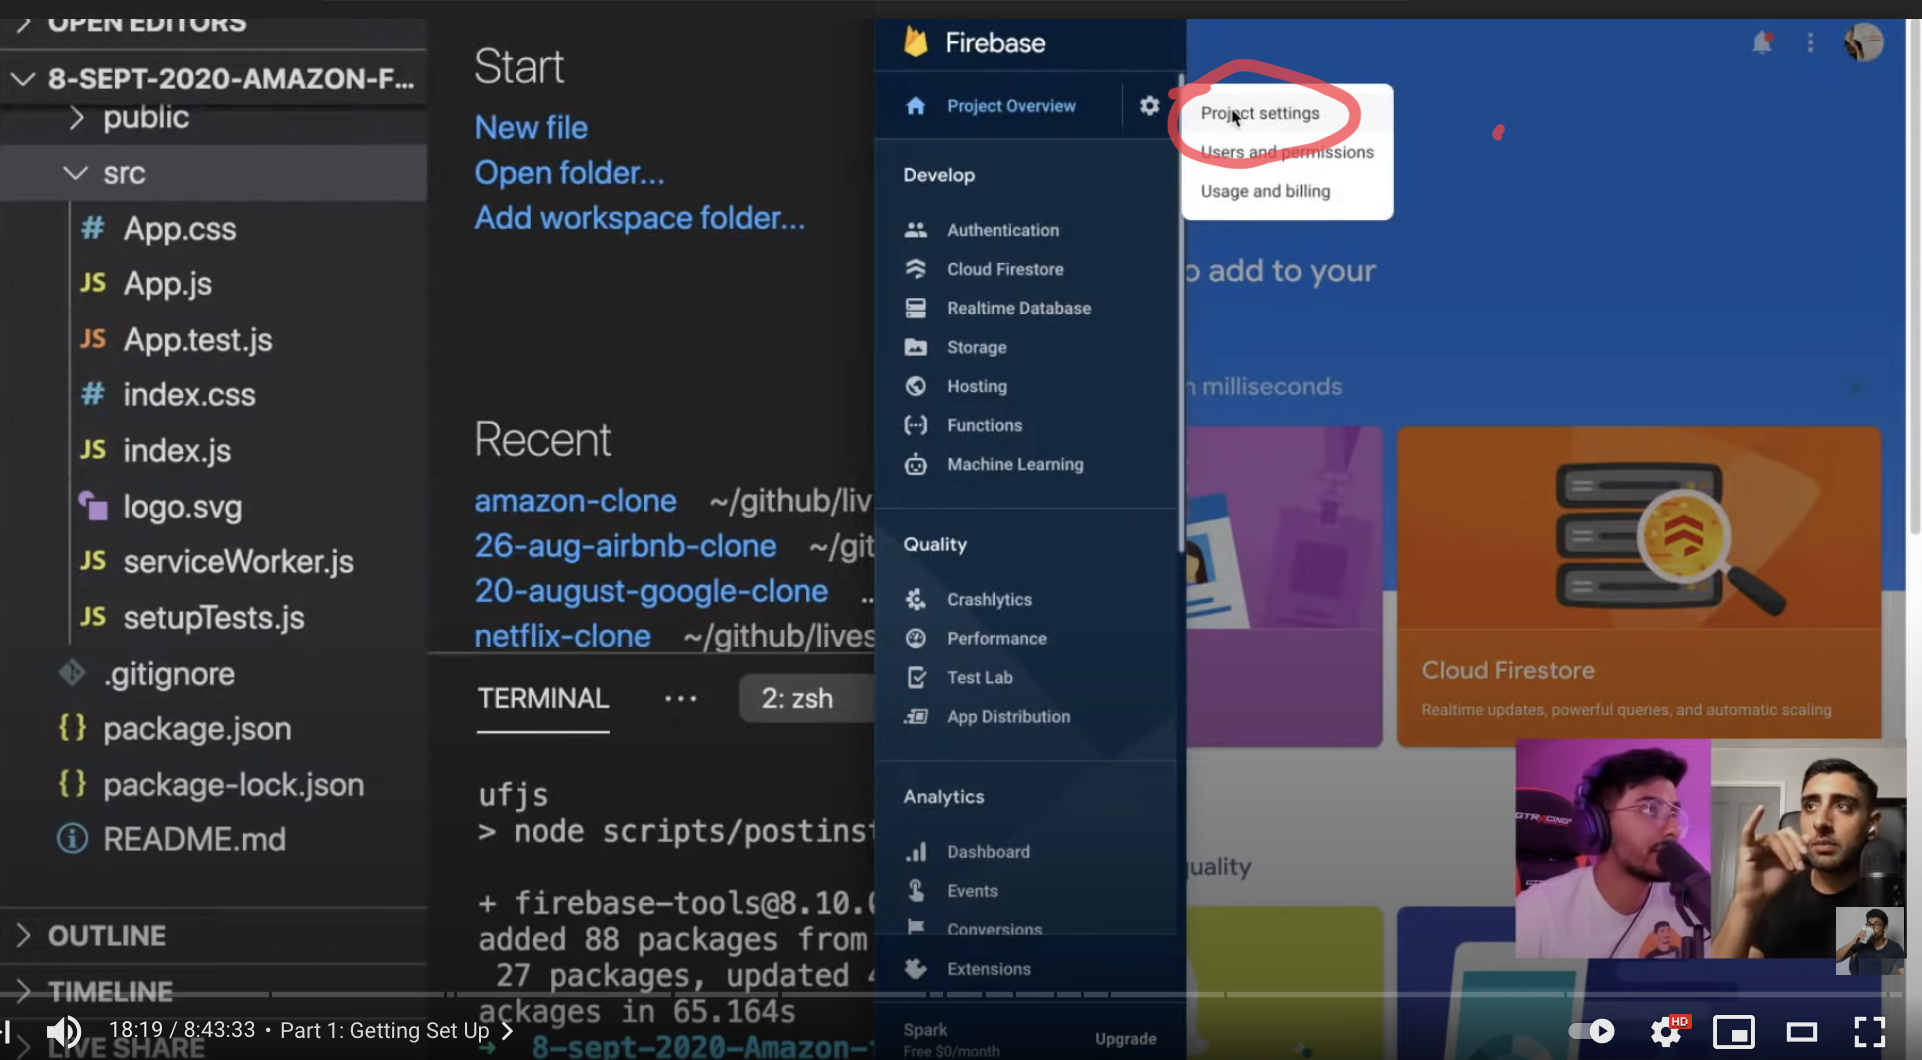 OPEN EDITORS
8-SEPT-2020-AMAZON-F...
public
src
App.css
JS App.js
JS App.test.js
# index.css
JS index.js
logo.svg
JS serviceWorker.js
JS setupTests.js
.gitignore
{} package.json
{} package-lock.json
README.md
OUTLINE
TIMELINE
LIVE SHARE
Start
New file
Open folder...
Add workspace folder...
Recent
amazon-clone ~/github/liv
26-aug-airbnb-clone ~/git
20-august-google-clone ...
netflix-clone ~/github/lives
TERMINAL ... 2: zsh
ufjs
> node scripts/postinst
+ firebase-tools@8.10.0
added 88 packages from
27 packages, updated 4
ackages in 65.164s
8-sept-2020-Amazon-
Firebase
Project Overview
Develop
Authentication
Cloud Firestore
Realtime Database
Storage
Hosting
Functions
Machine Learning
Quality
Crashlytics
Performance
Test Lab
App Distribution
Analytics
Dashboard
Events
Conversions
Extensions
Spark
Free $0/month
Upgrade
Project settings
Users and permissions
Usage and billing
o add to your
n milliseconds
Cloud Firestore
Realtime updates, powerful queries, and automatic scaling
uality
GTRACING
18:19 / 8:43:33 • Part 1: Getting Set Up
HD